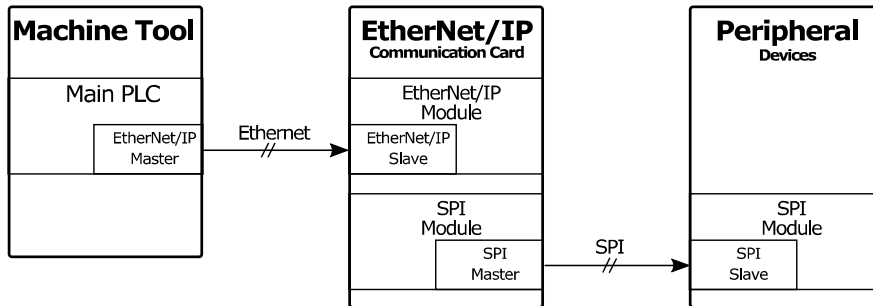 Machine Tool
Main PLC
EtherNet/IP
Master
Ethernet
EtherNet/IP
Communication Card
EtherNet/IP
Module
EtherNet/IP
Slave
SPI
Module
SPI
Master
SPI
Peripheral
Devices
SPI
Module
SPI
Slave